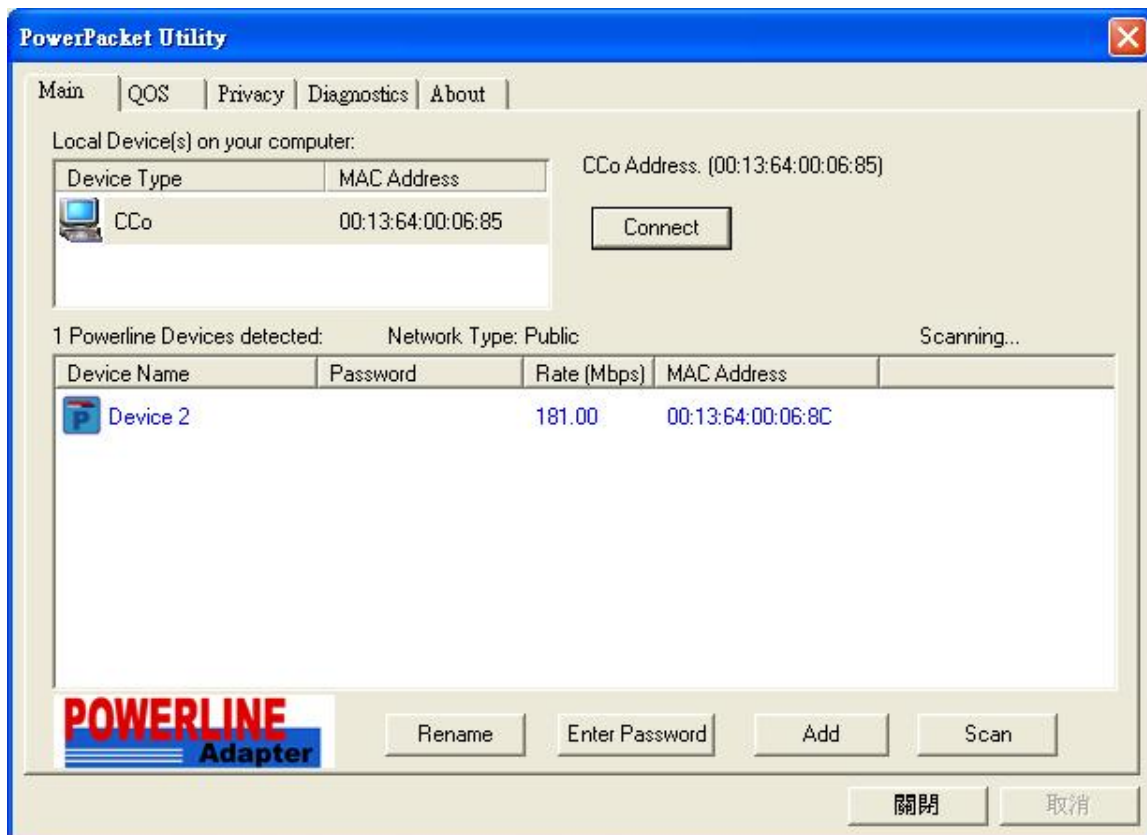 PowerPacket Utility
Main QOS Privacy Diagnostics About
Local Device(s) on your computer:
Device Type MAC Address
CCo 00:13:64:00:06:85
CCo Address. (00:13:64:00:06:85)
Connect
1 Powerline Devices detected: Network Type: Public Scanning...
Device Name Password Rate (Mbps) MAC Address
P Device 2 181.00 00:13:64:00:06:8C
POWERLINE
Adapter
Rename Enter Password Add Scan
關閉 取消